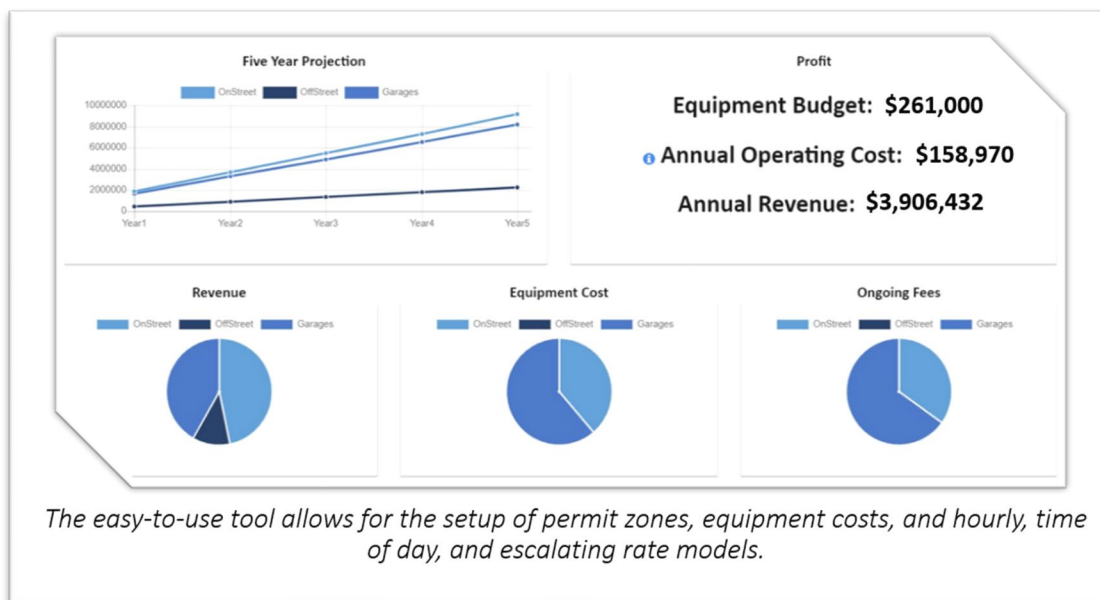 Five Year Projection
OnStreet OffStreet Garages
10000000
8000000
6000000
4000000
2000000
0
Year1 Year2 Year3 Year4 Year5
Profit
Equipment Budget: $261,000
Annual Operating Cost: $158,970
Annual Revenue: $3,906,432
Revenue
OnStreet OffStreet Garages
Equipment Cost
OnStreet OffStreet Garages
Ongoing Fees
OnStreet OffStreet Garages
The easy-to-use tool allows for the setup of permit zones, equipment costs, and hourly, time
of day, and escalating rate models.